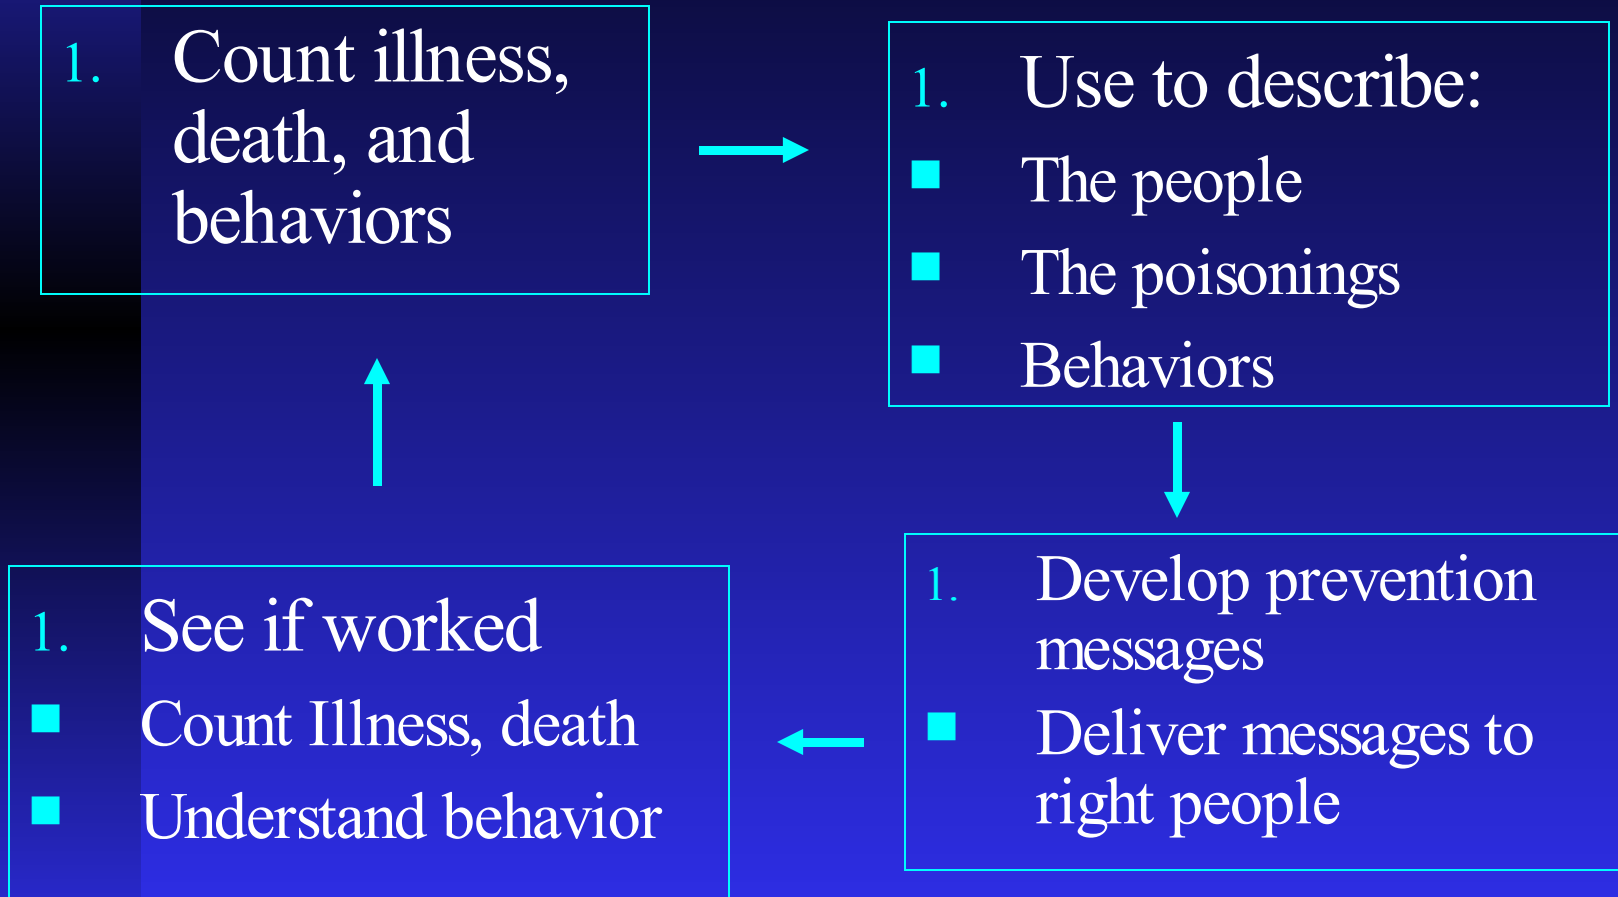 1. Count illness,
death, and
behaviors
1. Use to describe:
■ The people
■ The poisonings
■ Behaviors
1. Develop prevention
messages
■ Deliver messages to
right people
1. See if worked
■ Count Illness, death
■ Understand behavior